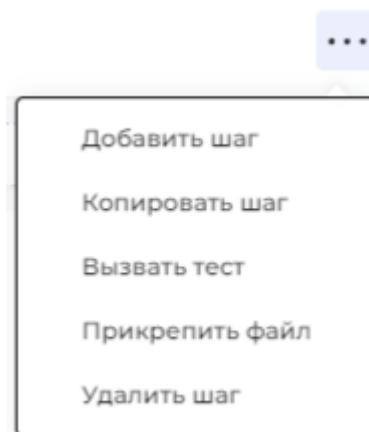 ...
Добавить шаг
Копировать шаг
Вызвать тест
Прикрепить файл
Удалить шаг